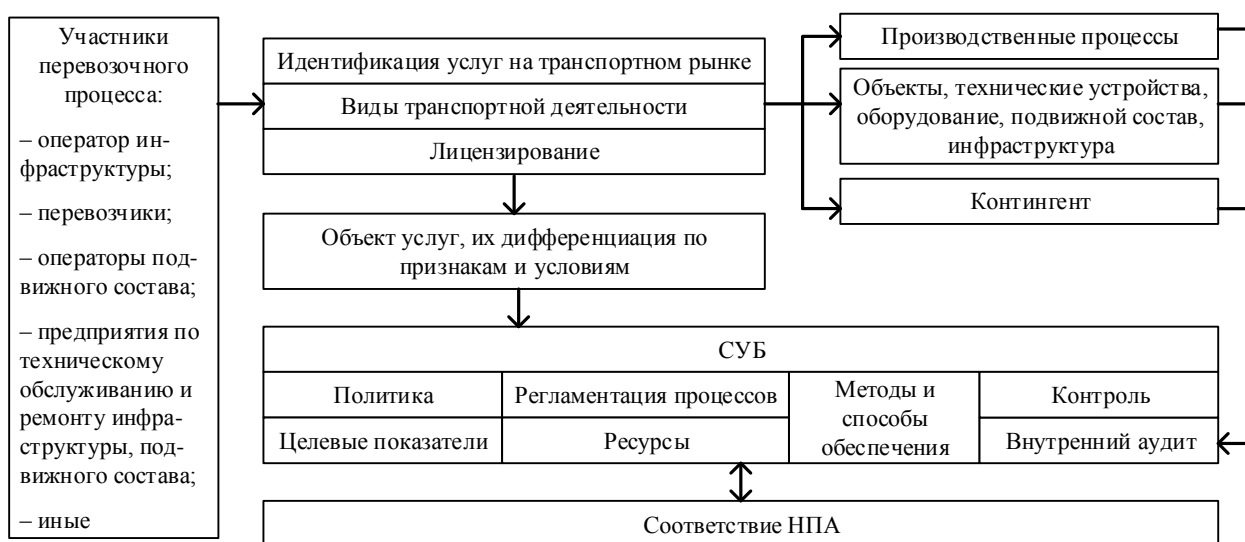 Участники
перевозочного
процесса:
– оператор ин-
фраструктуры;
– перевозчики;
– операторы под-
вижного состава;
– предприятия по
техническому
обслуживанию и
ремонту инфра-
структуры, под-
вижного состава;
– иные
Идентификация услуг на транспортном рынке
Виды транспортной деятельности
Лицензирование
Производственные процессы
Объекты, технические устройства,
оборудование, подвижной состав,
инфраструктура
Контингент
Объект услуг, их дифференциация по
признакам и условиям
СУБ
Политика
Целевые показатели
Регламентация процессов
Ресурсы
Методы и
способы
обеспечения
Контроль
Внутренний аудит
Соответствие НПА